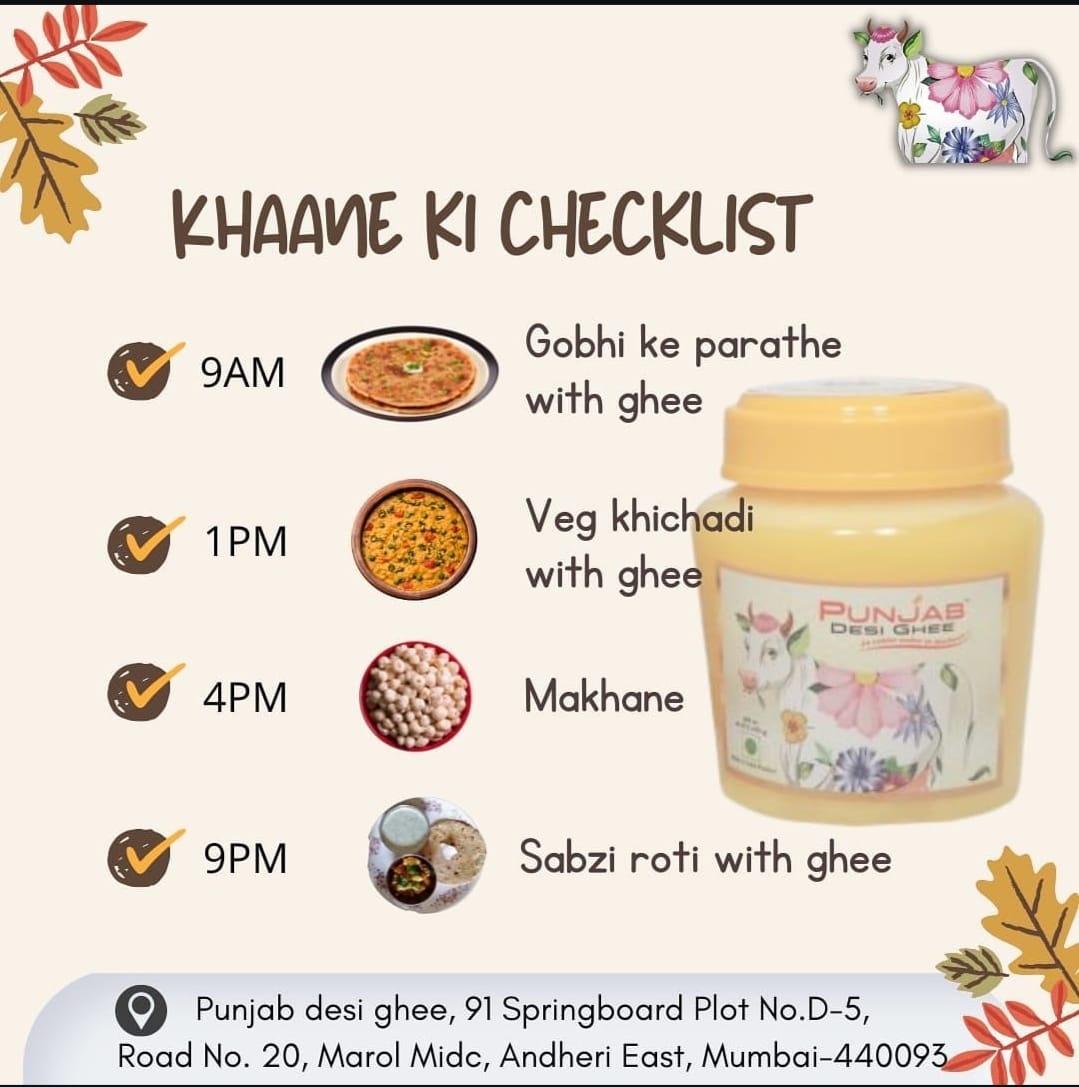 KHAANE KI CHECKLIST
9AM
Gobhi ke parathe
with ghee
1PM
Veg khichadi
with ghee
4PM
Makhane
9PM
Sabzi roti with ghee
PUNJAB
DESI GHEE
Punjab desi ghee, 91 Springboard Plot No.D-5,
Road No. 20, Marol Midc, Andheri East, Mumbai-440093